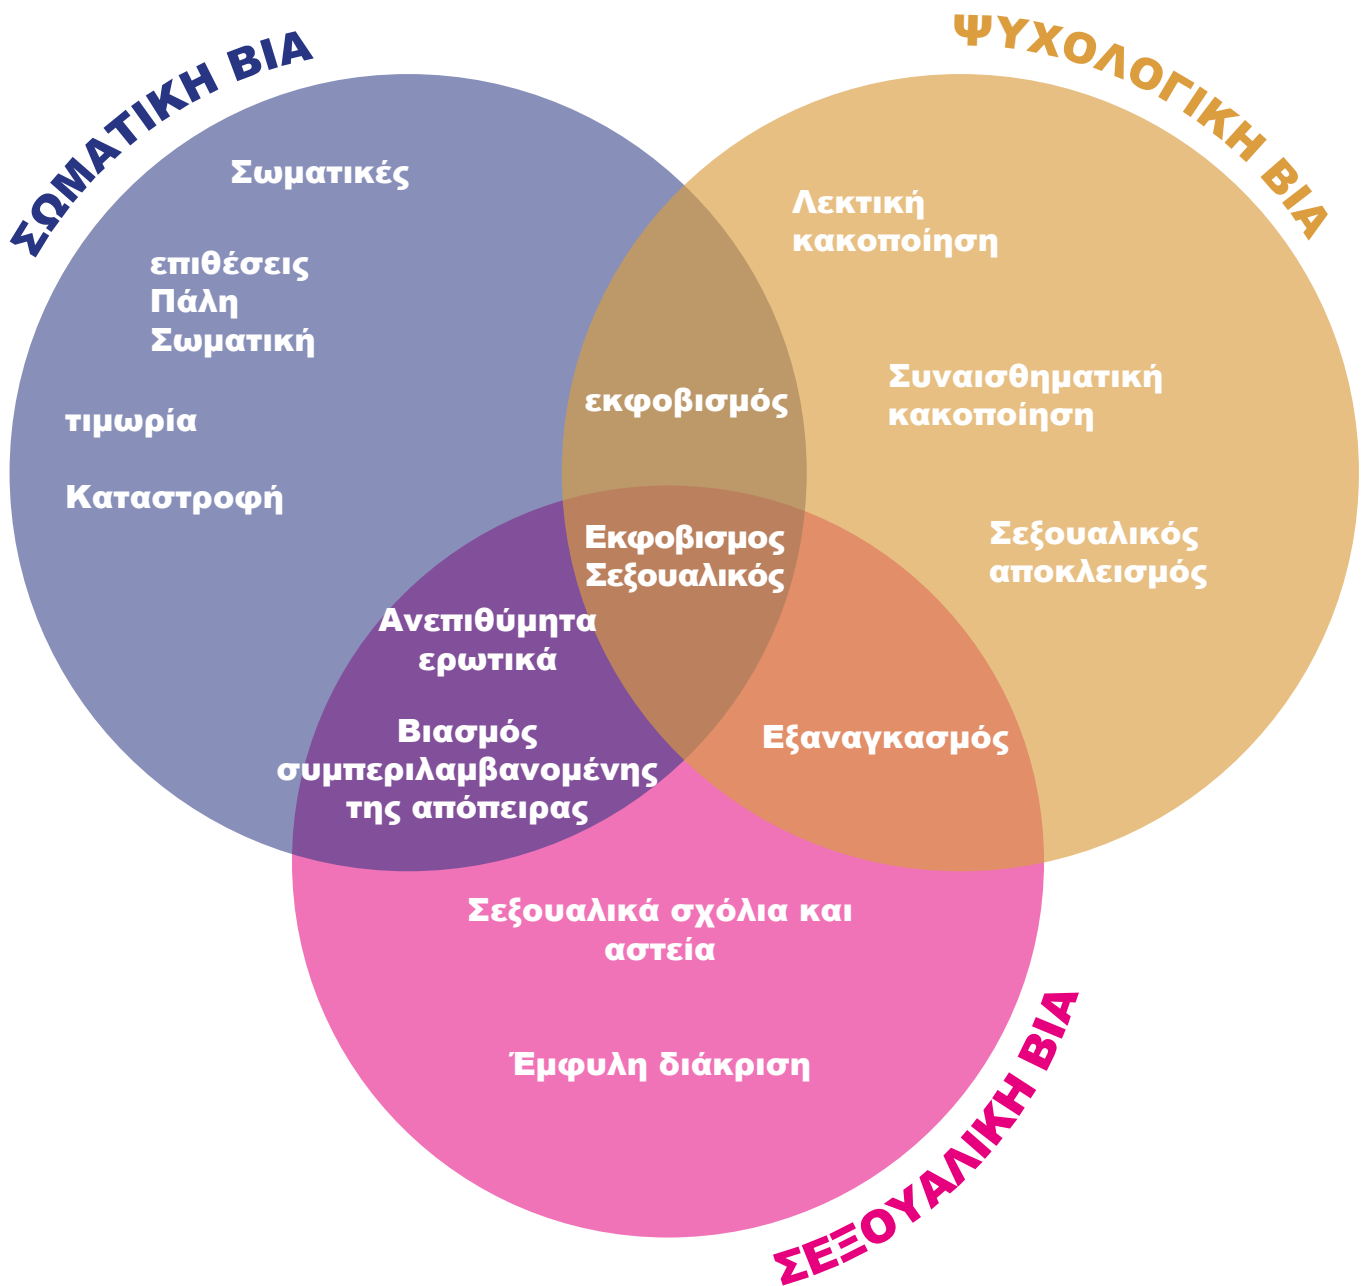 ΣΩΜΑΤΙΚΗ ΒΙΑ
Σωματικές
επιθέσεις
Πάλη
Σωματική
τιμωρία
Καταστροφή
ΨΥΧΟΛΟΓΙΚΗ ΒΙΑ
Λεκτική
κακοποίηση
Συναισθηματική
κακοποίηση
Σεξουαλικός
αποκλεισμός
εκφοβισμός
Εκφοβισμος
Σεξουαλικός
Ανεπιθύμητα
ερωτικά
Βιασμός
συμπεριλαμβανομένης
της απόπειρας
Εξαναγκασμός
Σεξουαλικά σχόλια και
αστεία
Έμφυλη διάκριση
ΣΕΞΟΥΑΛΙΚΗ ΒΙΑ